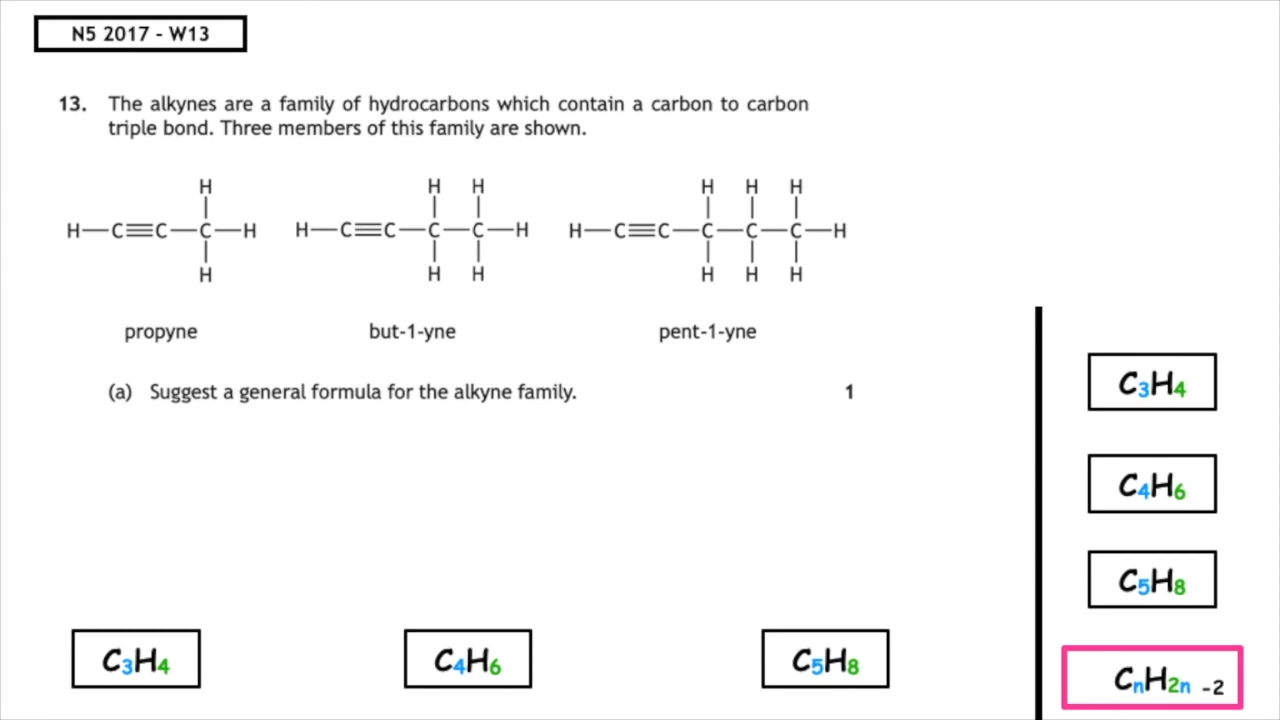 N5 2017 - W13
13. The alkynes are a family of hydrocarbons which contain a carbon to carbon
triple bond. Three members of this family are shown.
H H H H H H
H—C≡C—C—H H—C≡C—C—C—H H—C≡C—C—C—C—H
H H H H H H
propyne but-1-yne pent-1-yne
(a) Suggest a general formula for the alkyne family. 1
C3H4 C4H6 C5H8
C3H4
C4H6
C5H8
CnH2n -2